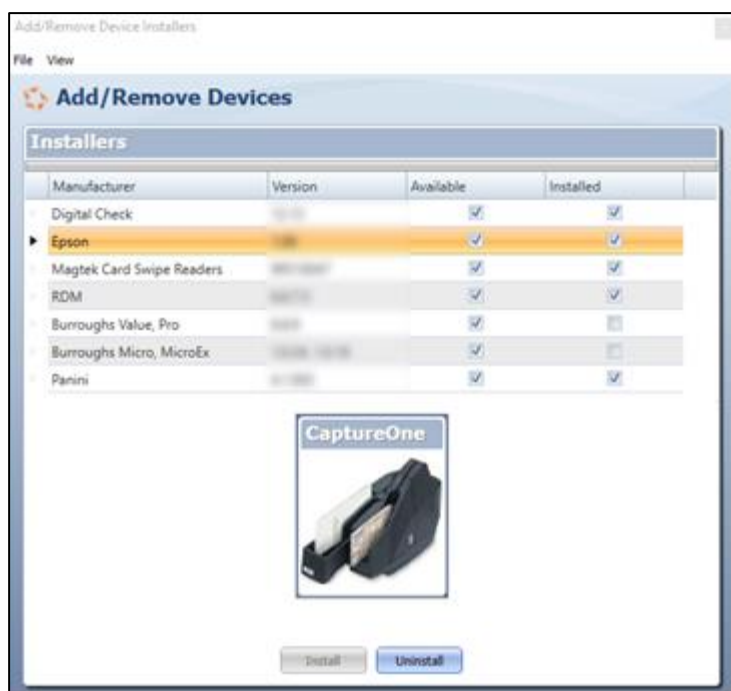 Add/Remove Device Installers
File View
Add/Remove Devices
Installers
Manufacturer Version Available Installed
Digital Check
Epson
Magtek Card Swipe Readers
RDM
Burroughs Value, Pro
Burroughs Micro, MicroEx
Panini
CaptureOne
Install Uninstall